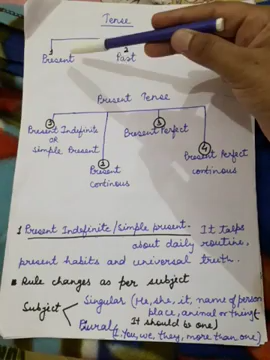 Tense
1 2
Present Past
Present Tense
① ③
Present Indefinite Present Perfect
OR
Simple Present
② ④
Present Present Perfect
continous continous
1 Present Indefinite/simple present. It talks
about daily routine,
present habits and universal truth.
■ Rule changes as per subject
Subject Singular (He, she, it, name of person
place, animal or thing)
It should be one)
Plural (I, You, we, they, more than one)